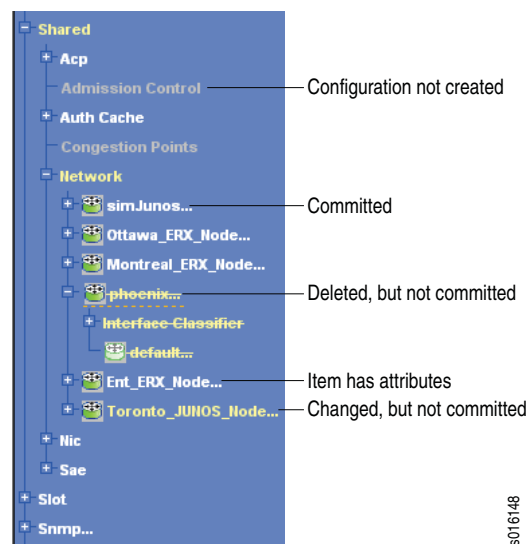 Shared
Acp
Admission Control
Configuration not created
Auth Cache
Congestion Points
Network
simJunos...
Committed
Ottawa_ERX_Node...
Montreal_ERX_Node...
phoenix...
Deleted, but not committed
Interface Classifier
default...
Ent_ERX_Node...
Item has attributes
Toronto_JUNOS_Node...
Changed, but not committed
Nic
Sae
Slot
Snmp...
s016148